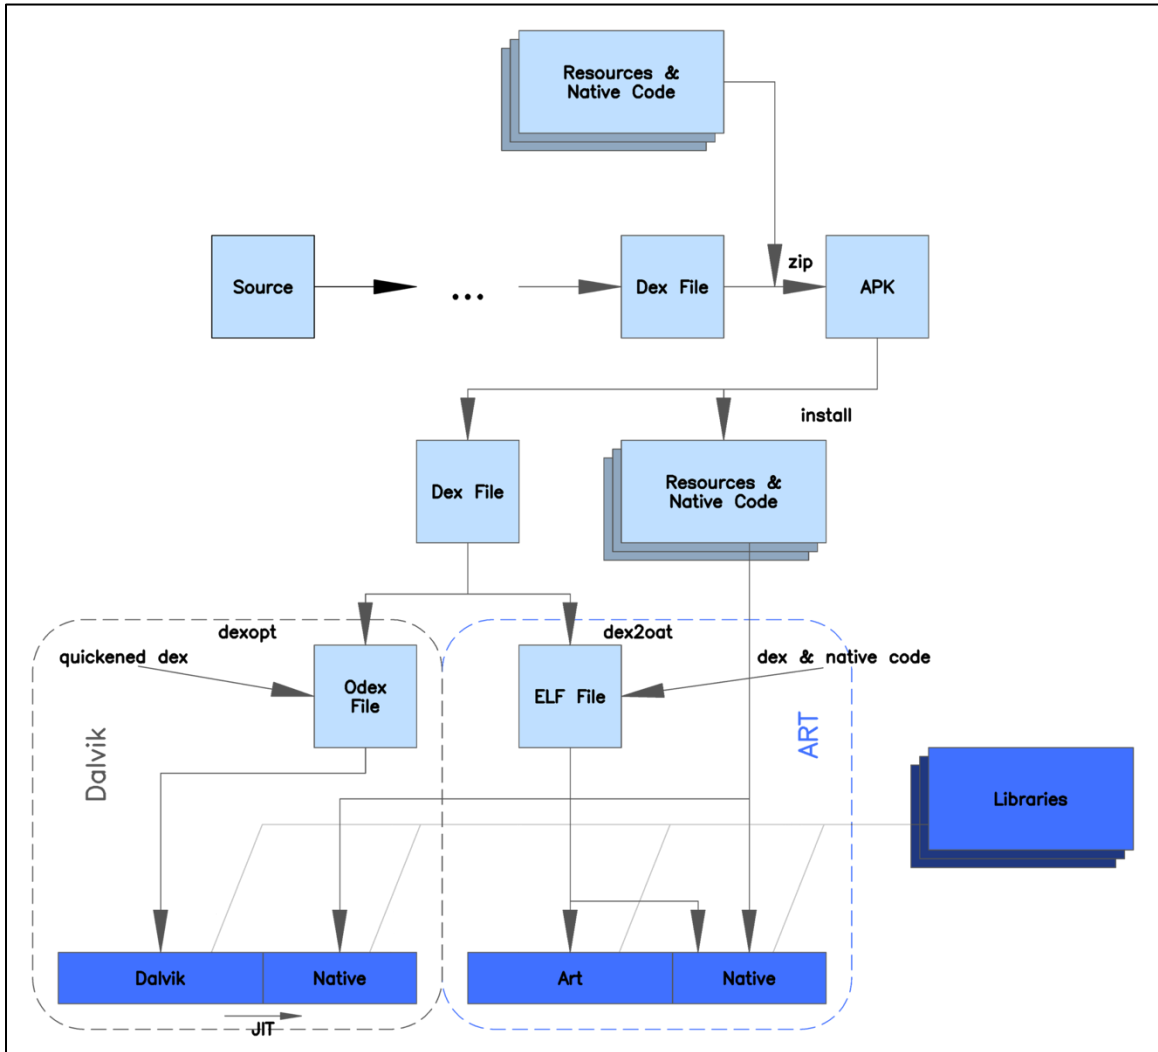 Resources &
Native Code
Source
...
Dex File
zip
APK
install
Dex File
Resources &
Native Code
dexopt
dex2oat
quickened dex
dex & native code
Odex
File
ELF File
Dalvik
ART
Libraries
Dalvik
Native
Art
Native
JIT